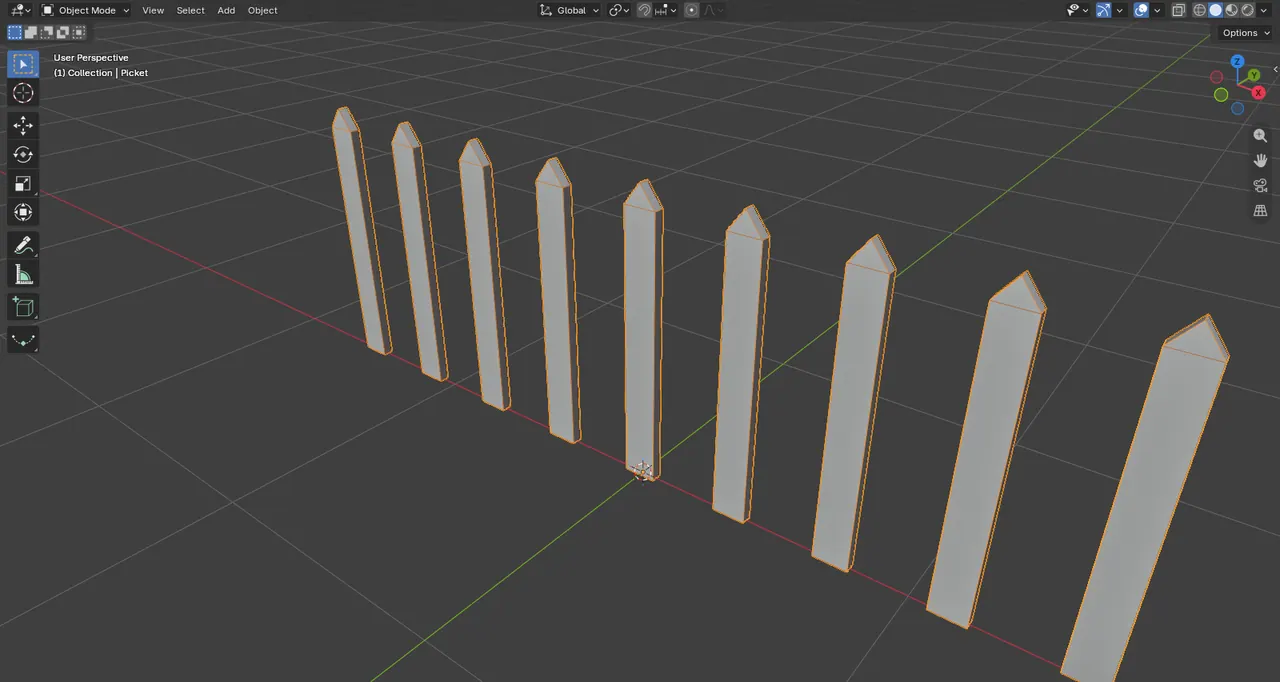 Object Mode View Select Add Object Global
Options
User Perspective
(1) Collection | Picket
Z
Y
X